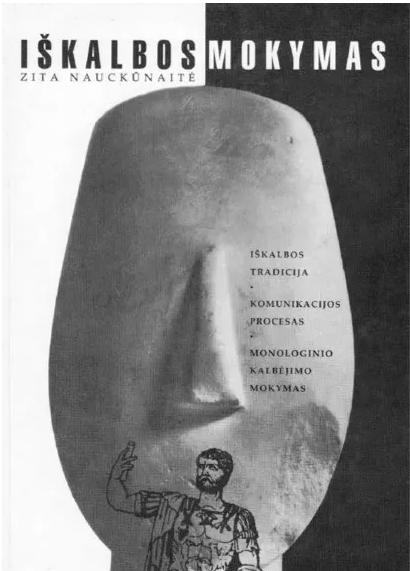 IŠKALBOS MOKYMAS
ZITA NAUCKŪNAITĖ
IŠKALBOS
TRADICIJA
•
KOMUNIKACIJOS
PROCESAS
•
MONOLOGINIO
KALBĖJIMO
MOKYMAS